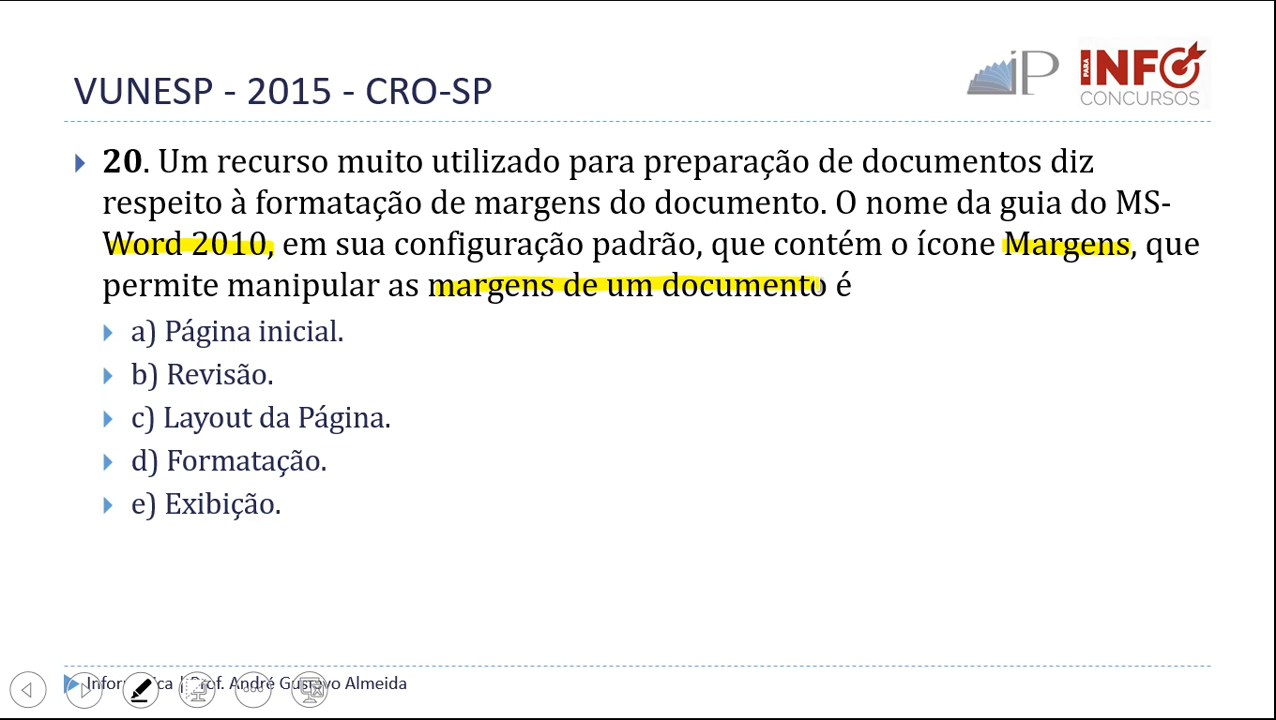 VUNESP - 2015 - CRO-SP
iP
PARA INFO
CONCURSOS
20. Um recurso muito utilizado para preparação de documentos diz
respeito à formatação de margens do documento. O nome da guia do MS-
Word 2010, em sua configuração padrão, que contém o ícone Margens, que
permite manipular as margens de um documento é
a) Página inicial.
b) Revisão.
c) Layout da Página.
d) Formatação.
e) Exibição.
Informática | Prof. André Gustavo Almeida